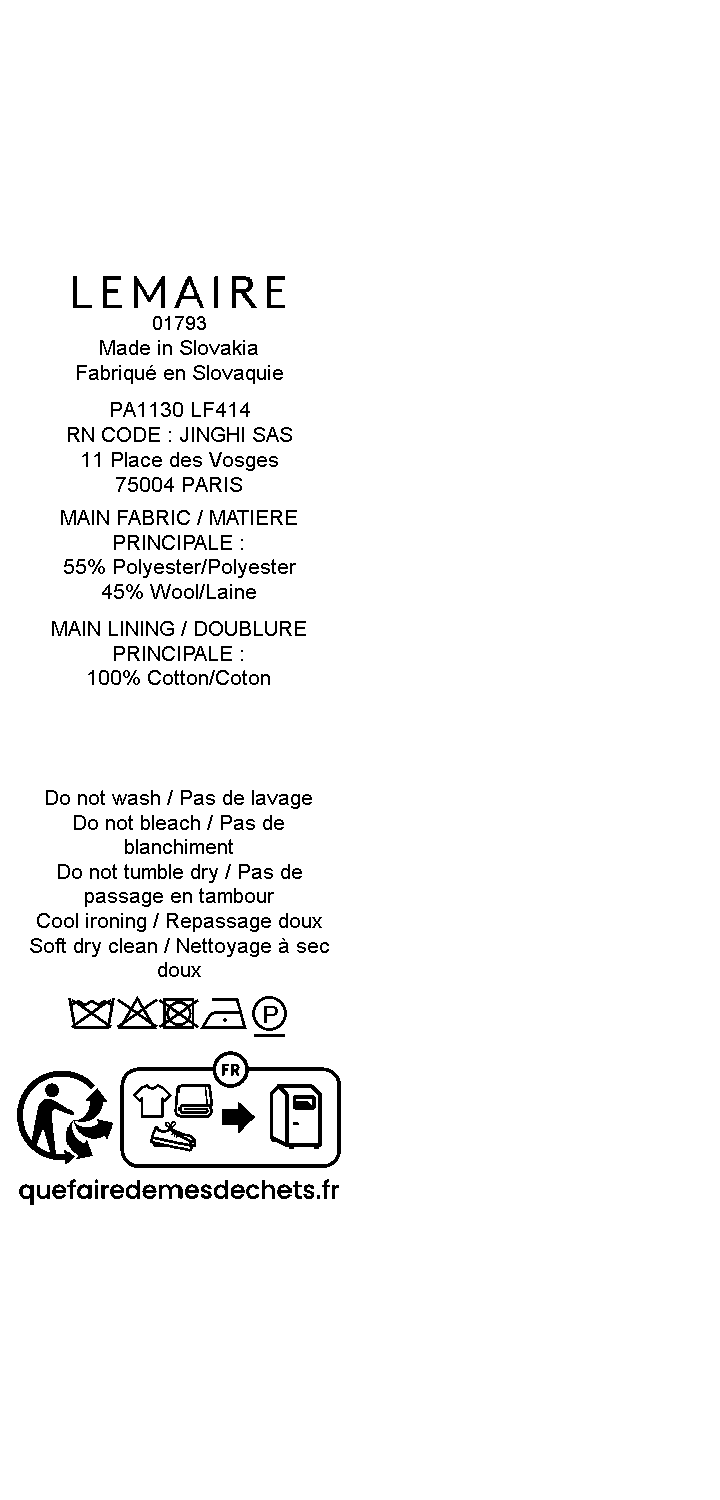 LEMAIRE
01793
Made in Slovakia
Fabriqué en Slovaquie
PA1130 LF414
RN CODE : JINGHI SAS
11 Place des Vosges
75004 PARIS
MAIN FABRIC / MATIERE
PRINCIPALE :
55% Polyester/Polyester
45% Wool/Laine
MAIN LINING / DOUBLURE
PRINCIPALE :
100% Cotton/Coton
Do not wash / Pas de lavage
Do not bleach / Pas de
blanchiment
Do not tumble dry / Pas de
passage en tambour
Cool ironing / Repassage doux
Soft dry clean / Nettoyage à sec
doux
P
FR
quefairedemesdechets.fr